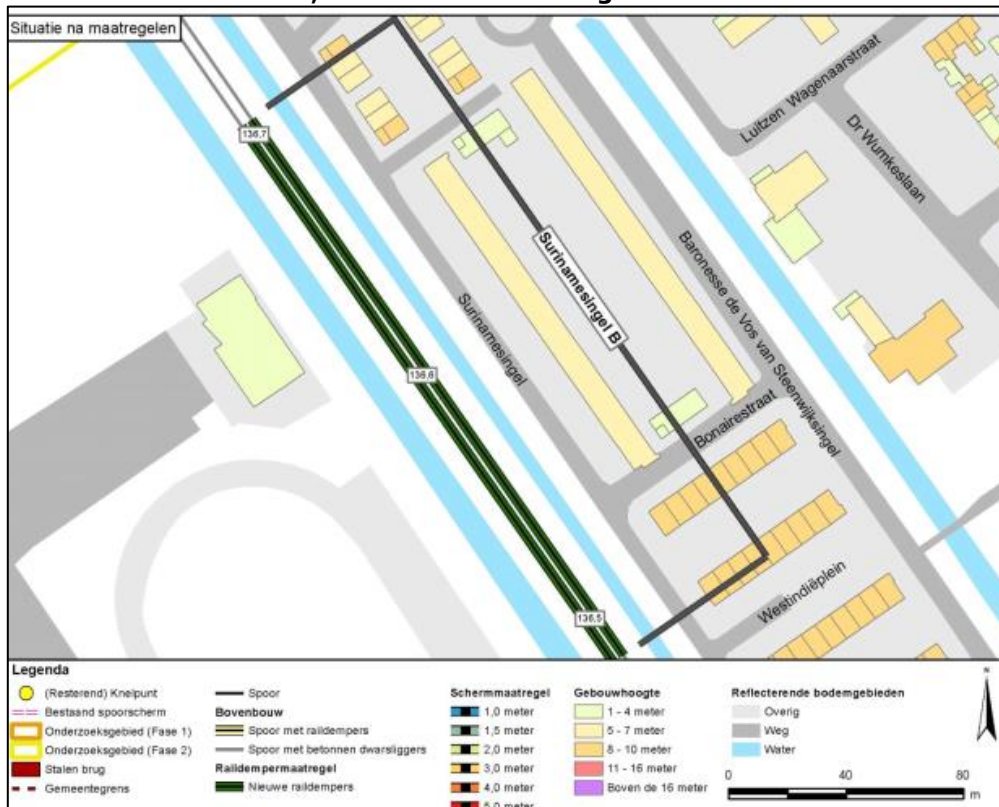 Situatie na maatregelen
Luitzen Wagenaarstraat
Dr Wumkeslaan
136,7
Surinamesingel B
Baronesse de Vos van Steenwijksingel
Surinamesingel
136,6
Bonairestraat
Westindiëplein
136,5
Legenda
(Resterend) Knelpunt
Bestaand spoorscherm
Onderzoeksgebied (Fase 1)
Onderzoeksgebied (Fase 2)
Stalen brug
Gemeentegrens
Spoor
Bovenbouw
Spoor met raildempers
Spoor met betonnen dwarsliggers
Raildempermaatregel
Nieuwe raildempers
Schermmaatregel
1,0 meter
1,5 meter
2,0 meter
3,0 meter
4,0 meter
5,0 meter
Gebouwhoogte
1 - 4 meter
5 - 7 meter
8 - 10 meter
11 - 16 meter
Boven de 16 meter
Reflecterende bodemgebieden
Overig
Weg
Water
N
0 40 80
m